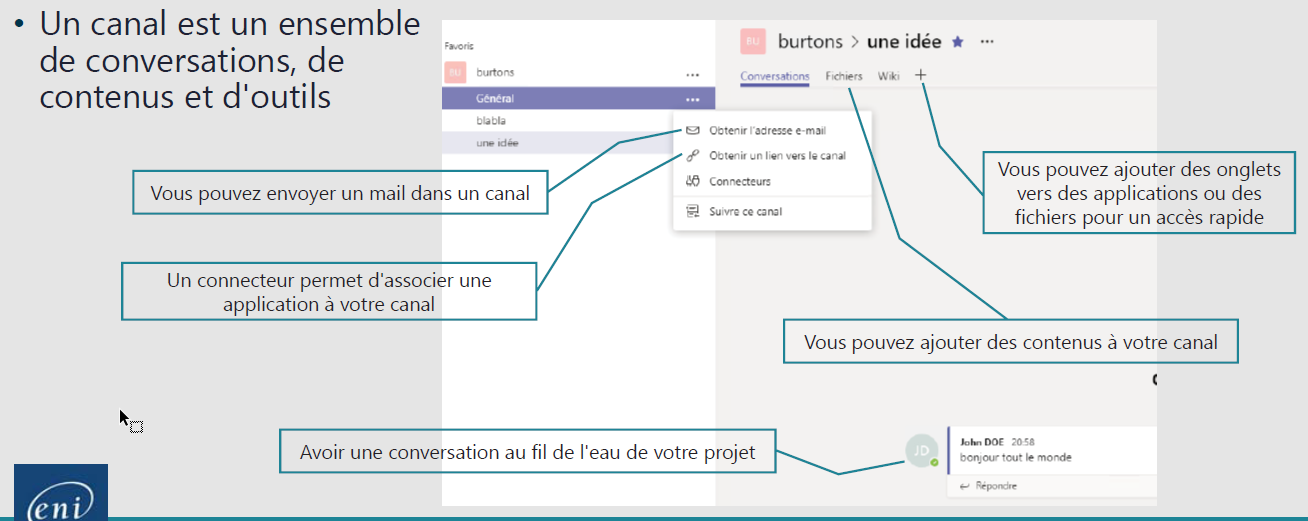 • Un canal est un ensemble
de conversations, de
contenus et d'outils
Favoris
BU burtons ...
Général ...
blabla
une idée
BU burtons > une idée ...
Conversations Fichiers Wiki +
Obtenir l'adresse e-mail
Obtenir un lien vers le canal
Connecteurs
Suivre ce canal
Vous pouvez envoyer un mail dans un canal
Vous pouvez ajouter des onglets
vers des applications ou des
fichiers pour un accès rapide
Un connecteur permet d'associer une
application à votre canal
Vous pouvez ajouter des contenus à votre canal
Avoir une conversation au fil de l'eau de votre projet
JD
John DOE 20:58
bonjour tout le monde
Répondre
eni